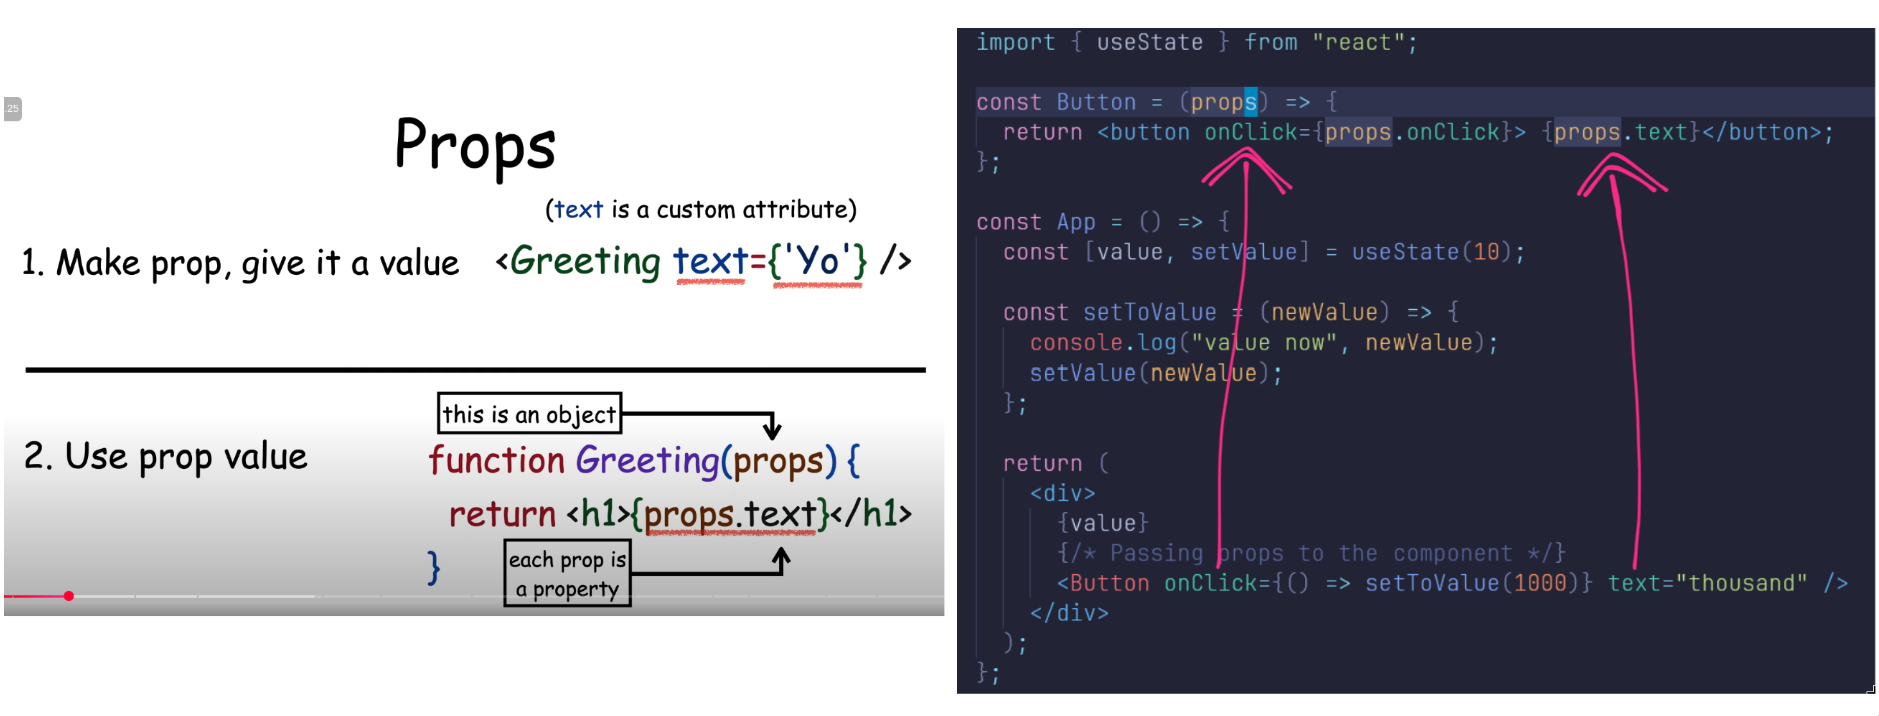 25
Props
(text is a custom attribute)
1. Make prop, give it a value <Greeting text={'Yo'} />
this is an object
2. Use prop value
function Greeting(props) {
return <h1>{props.text}</h1>
}
each prop is
a property
import { useState } from "react";
const Button = (props) => {
return <button onClick={props.onClick}> {props.text}</button>;
};
const App = () => {
const [value, setValue] = useState(10);
const setToValue = (newValue) => {
console.log("value now", newValue);
setValue(newValue);
};
return (
<div>
{value}
{/* Passing props to the component */}
<Button onClick={() => setToValue(1000)} text="thousand" />
</div>
);
};